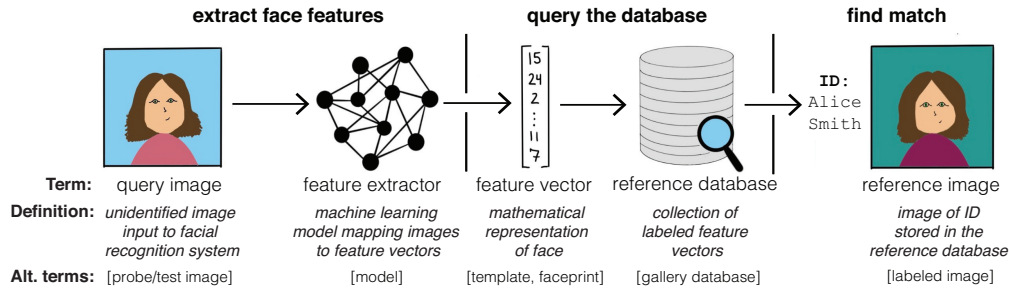 extract face features
query the database
find match
15
24
2
:
11
7
ID:
Alice
Smith
Term: query image feature extractor feature vector reference database reference image
Definition: unidentified image machine learning mathematical collection of image of ID
input to facial model mapping images representation labeled feature stored in the
recognition system to feature vectors of face vectors reference database
Alt. terms: [probe/test image] [model] [template, faceprint] [gallery database] [labeled image]